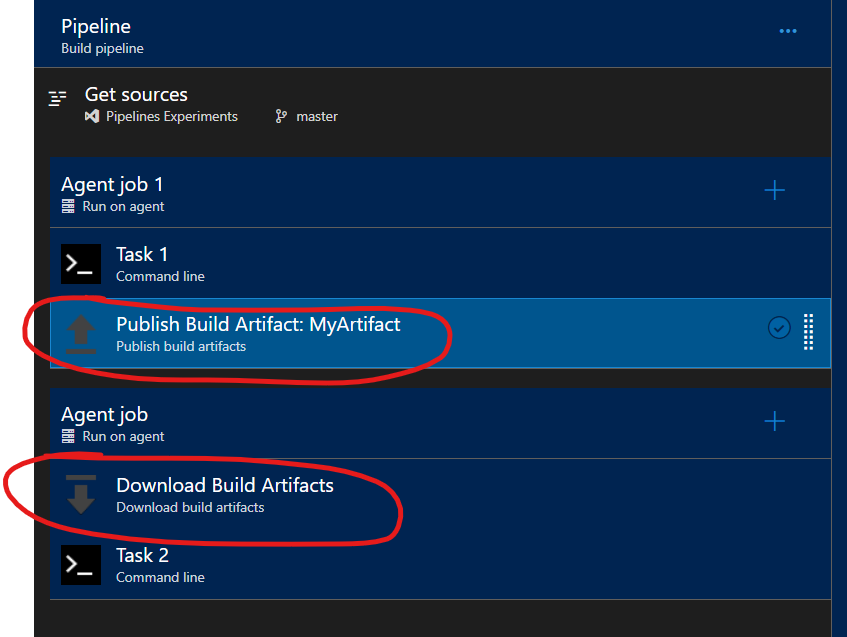 Pipeline
Build pipeline
Get sources
Pipelines Experiments master
Agent job 1
Run on agent
Task 1
Command line
Publish Build Artifact: MyArtifact
Publish build artifacts
Agent job
Run on agent
Download Build Artifacts
Download build artifacts
Task 2
Command line